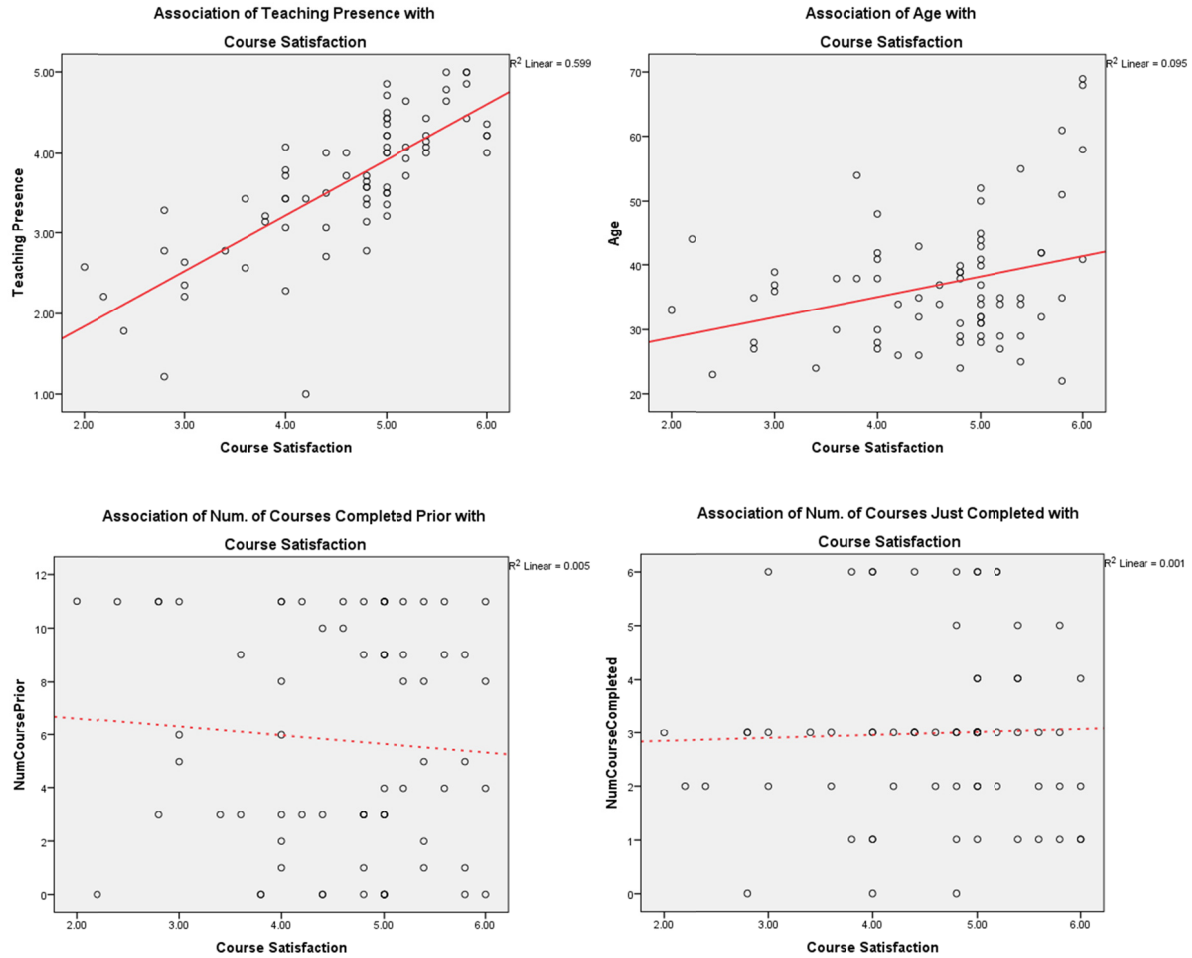 Association of Teaching Presence with
Course Satisfaction
R² Linear = 0.599
5.00
4.00
3.00
2.00
1.00
Teaching Presence
2.00 3.00 4.00 5.00 6.00
Course Satisfaction
Association of Age with
Course Satisfaction
R² Linear = 0.095
70
60
50
40
30
20
Age
2.00 3.00 4.00 5.00 6.00
Course Satisfaction
Association of Num. of Courses Completed Prior with
Course Satisfaction
R² Linear = 0.005
12
10
8
6
4
2
0
NumCoursePrior
2.00 3.00 4.00 5.00 6.00
Course Satisfaction
Association of Num. of Courses Just Completed with
Course Satisfaction
R² Linear = 0.001
6
5
4
3
2
1
0
NumCourseCompleted
2.00 3.00 4.00 5.00 6.00
Course Satisfaction